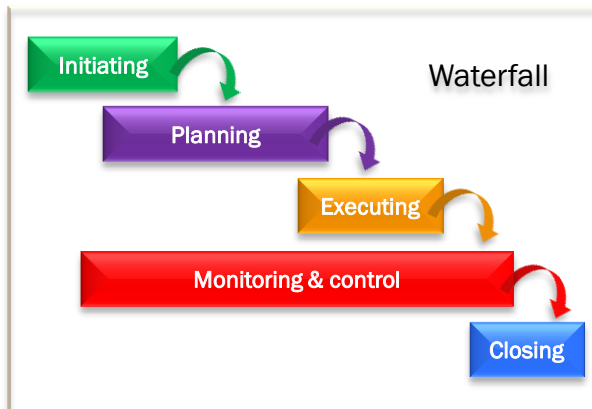 Initiating
Waterfall
Planning
Executing
Monitoring & control
Closing